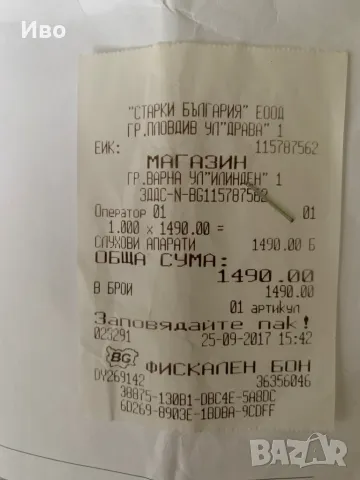 Иво
"СТАРКИ БЪЛГАРИЯ" ЕООД
ГР.ПЛОВДИВ УЛ"ДРАВА" 1
ЕИК: 115787562
МАГАЗИН
ГР.ВАРНА УЛ"ИЛИНДЕН" 1
ЗДДС-N-BG115787562
Оператор 01 01
1.000 x 1490.00 =
СЛУХОВИ АПАРАТИ 1490.00 Б
ОБЩА СУМА:
1490.00
В БРОИ 1490.00
01 артикул
Заповядайте пак!
023291 25-09-2017 15:42
BG ФИСКАЛЕН БОН
DY269142 36356046
3B875-130B1-DBC4E-5A8DC
6D269-8903E-1BDBA-9CDFF
BAZAR.bg